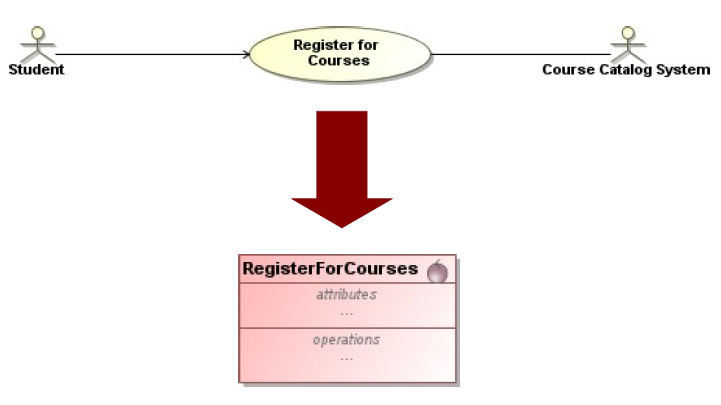 Register for
Courses
Student
Course Catalog System
RegisterForCourses
attributes
...
operations
...